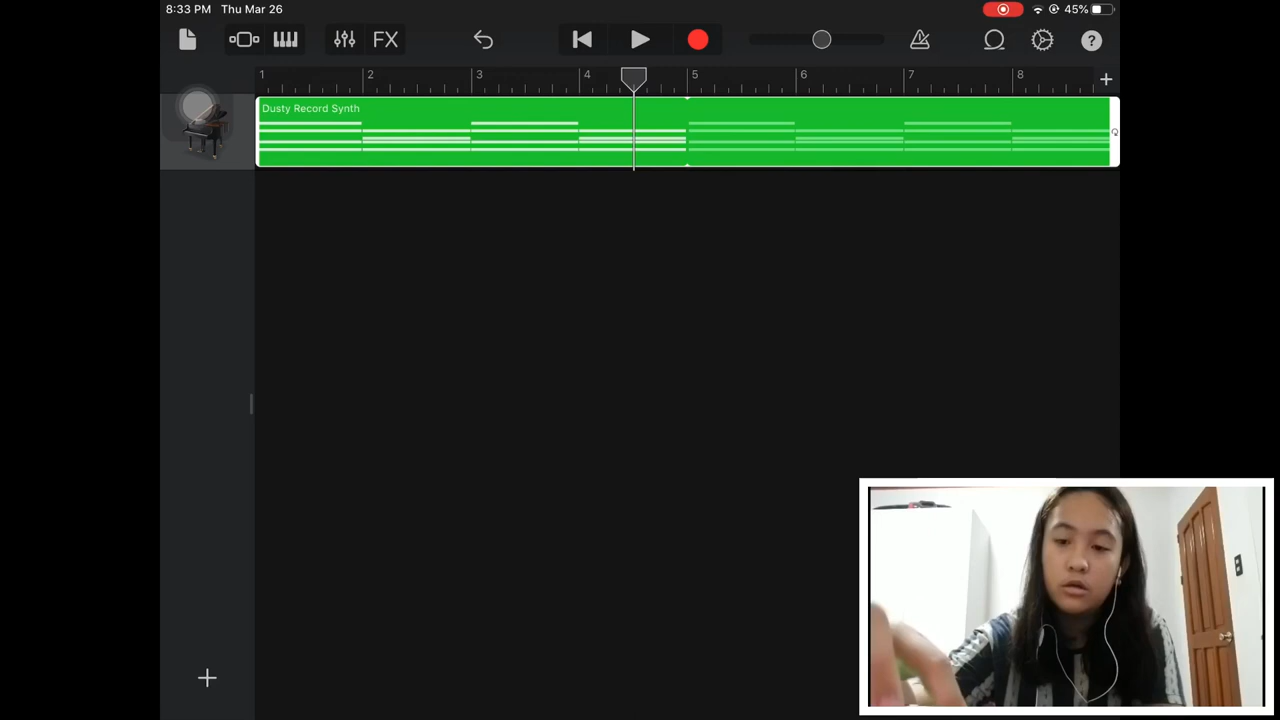 8:33 PM Thu Mar 26
45%
FX
?
1 2 3 4 5 6 7 8 +
Dusty Record Synth
+